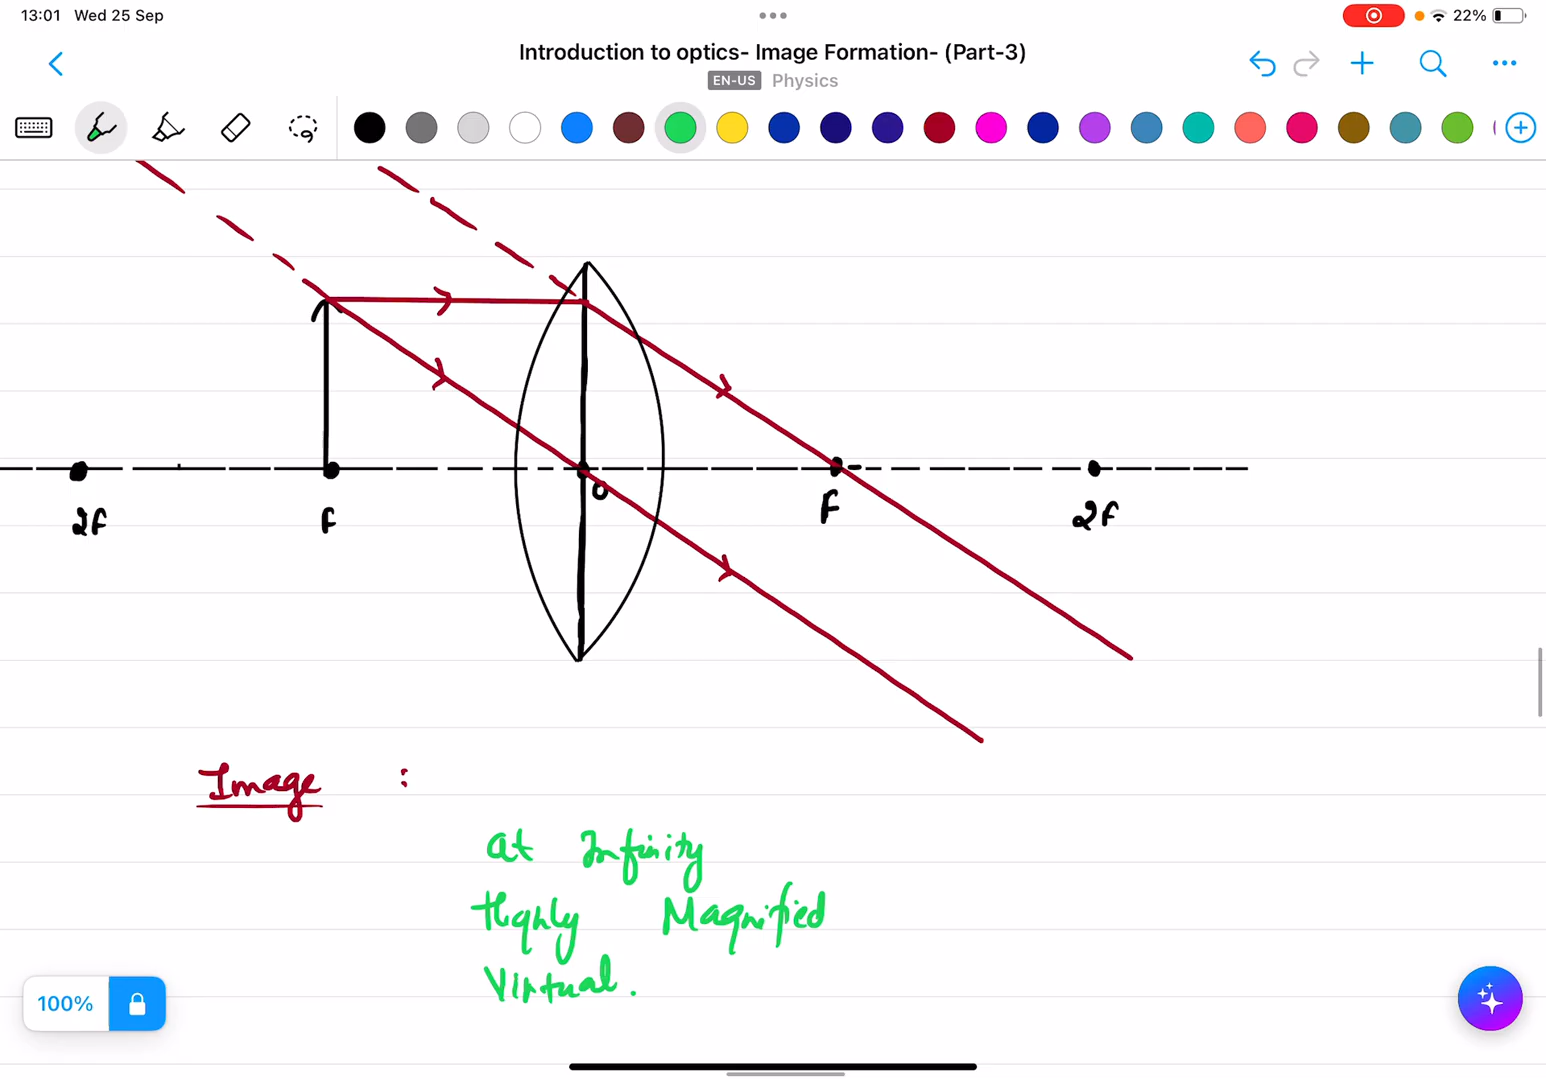 13:01 Wed 25 Sep
22%
Introduction to optics- Image Formation- (Part-3)
EN-US Physics
O
2F F F 2F
Image :
at Infinity
Highly Magnified
Virtual.
100%